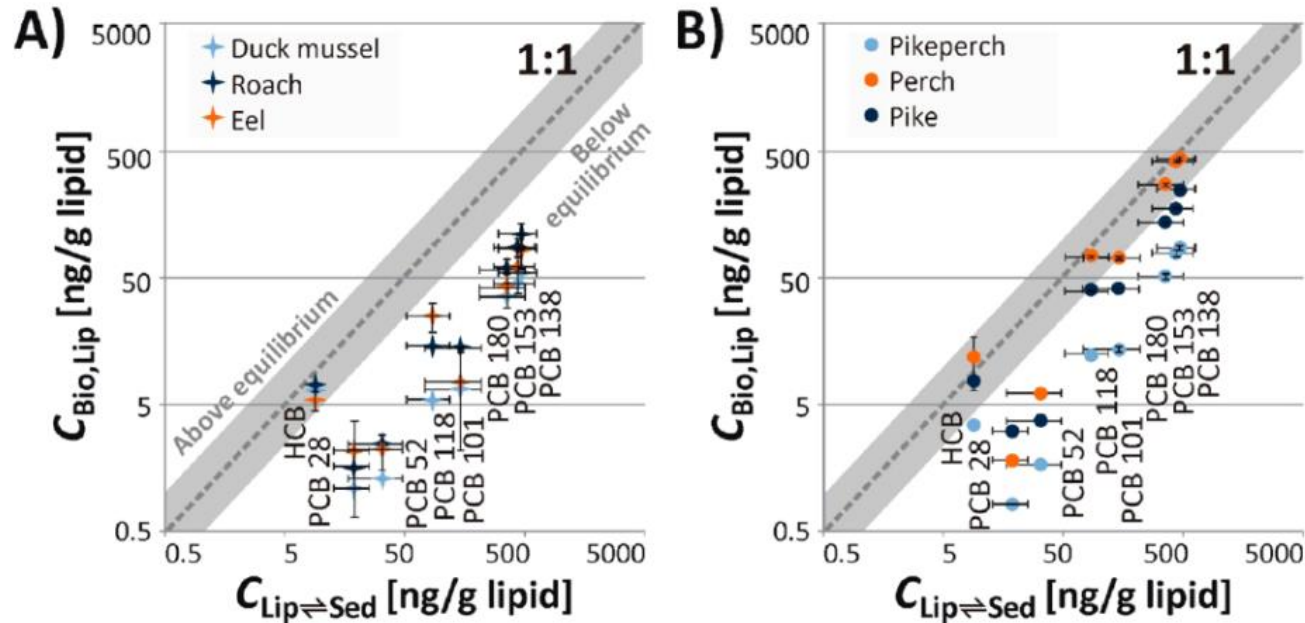 A)
5000
500
50
5
0.5
C Bio,Lip [ng/g lipid]
Duck mussel
Roach
Eel
1:1
Above equilibrium
Below
equilibrium
HCB
PCB 28
PCB 52
PCB 118
PCB 101
PCB 180
PCB 153
PCB 138
0.5 5 50 500 5000
C Lip⇌Sed [ng/g lipid]
B)
5000
500
50
5
0.5
C Bio,Lip [ng/g lipid]
Pikeperch
Perch
Pike
1:1
HCB
PCB 28
PCB 52
PCB 118
PCB 101
PCB 180
PCB 153
PCB 138
0.5 5 50 500 5000
C Lip⇌Sed [ng/g lipid]